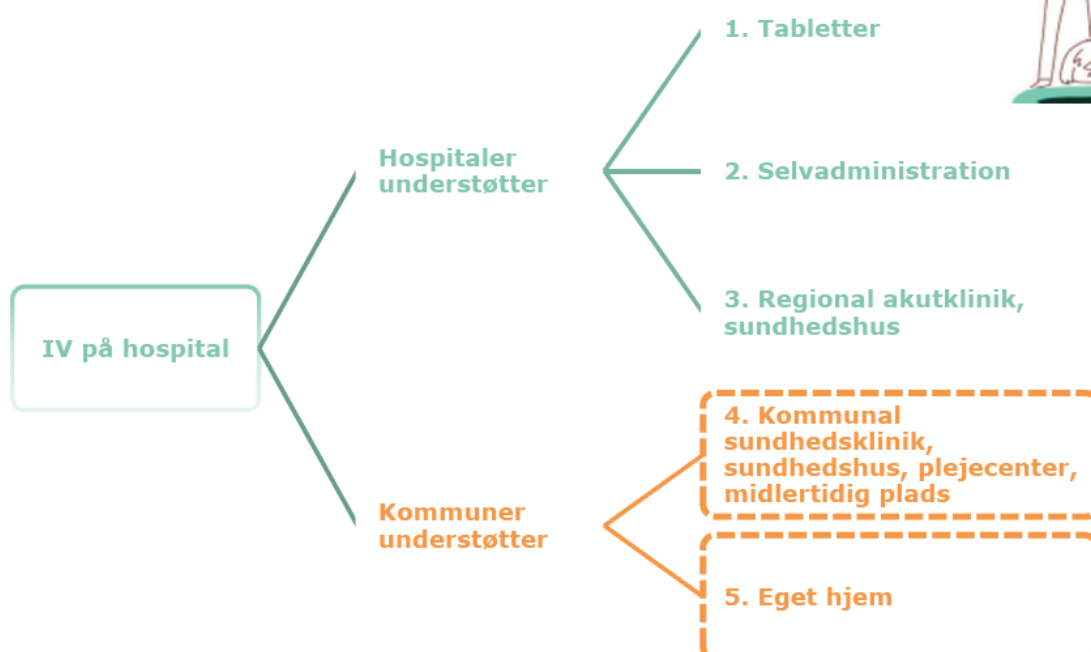 1. Tabletter
Hospitaler
understøtter
2. Selvadministration
3. Regional akutklinik,
sundhedshus
IV på hospital
4. Kommunal
sundhedsklinik,
sundhedshus, plejecenter,
midlertidig plads
Kommuner
understøtter
5. Eget hjem